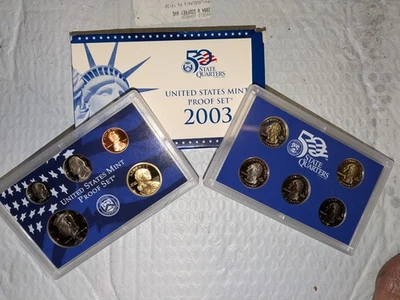 50
STATE
QUARTERS
UNITED STATES MINT
PROOF SET
2003
UNITED STATES MINT
PROOF SET
50
STATE
QUARTERS